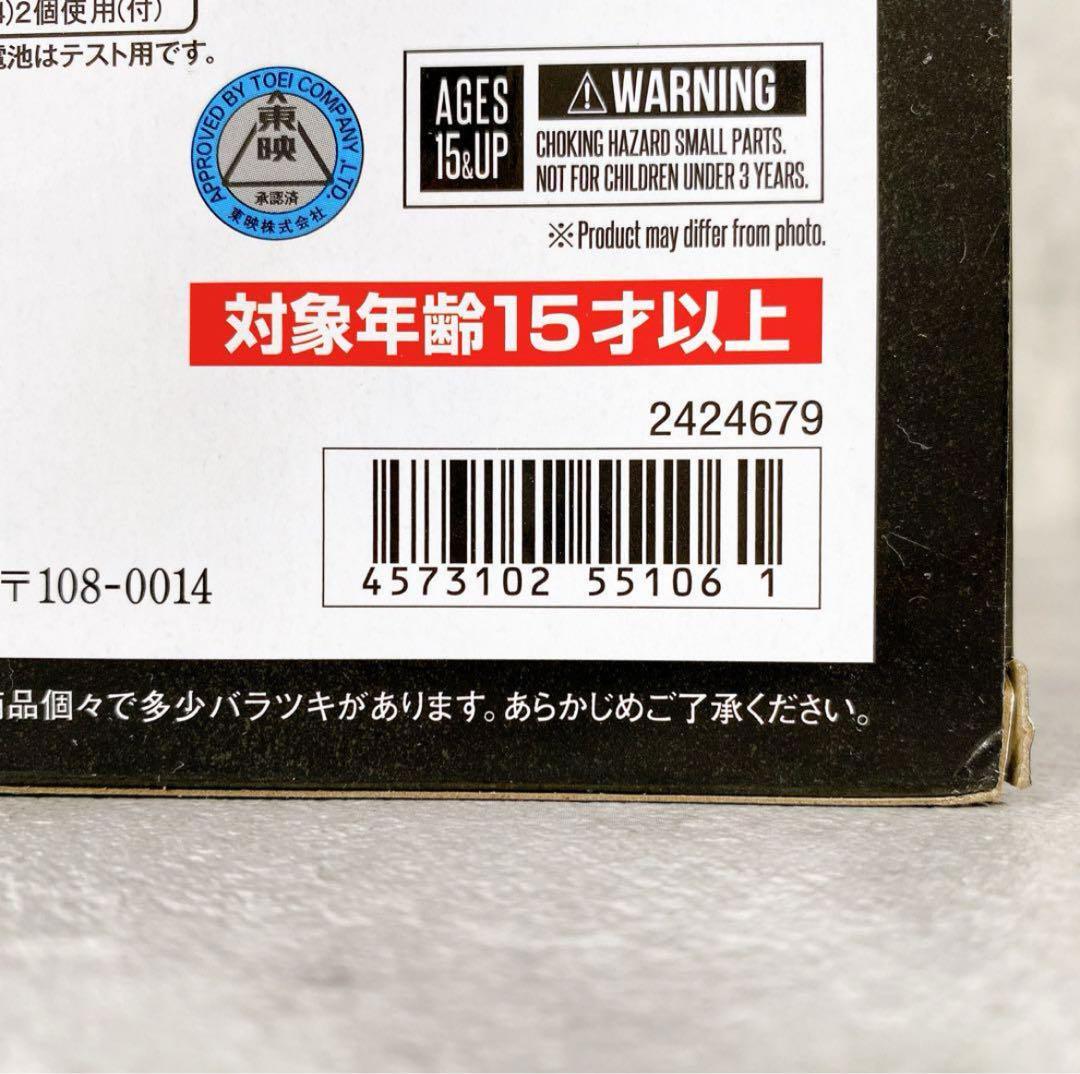 )2個使用(付)
電池はテスト用です。
APPROVED BY TOEI COMPANY ,LTD.
東映
承認済
東映株式会社
AGES
15&UP
⚠WARNING
CHOKING HAZARD SMALL PARTS.
NOT FOR CHILDREN UNDER 3 YEARS.
※Product may differ from photo.
対象年齢15才以上
2424679
4573102 55106 1
〒108-0014
商品個々で多少バラツキがあります。あらかじめご了承ください。